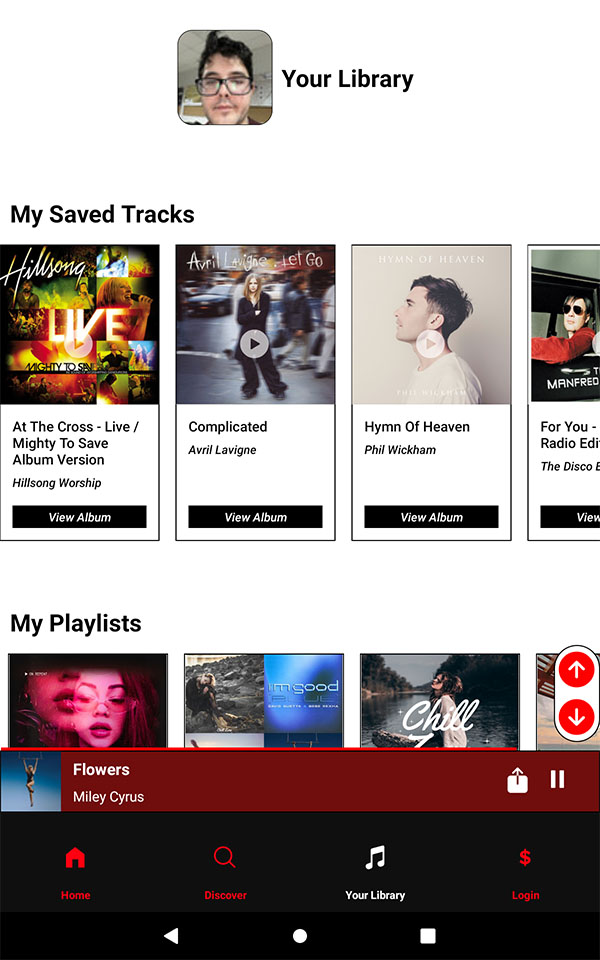 Your Library
My Saved Tracks
Hillsong
LIVE
MIGHTY TO SAVE
AVRIL LAVIGNE. LET GO
HYMN OF HEAVEN
PHIL WICKHAM
MANFRED
At The Cross - Live /
Mighty To Save
Album Version
Hillsong Worship
View Album
Complicated
Avril Lavigne
View Album
Hymn Of Heaven
Phil Wickham
View Album
For You -
Radio Edi
The Disco B
View
My Playlists
ON REPEAT
i'm good
DAVID GUETTA & BEBE REXHA
Chill
Flowers
Miley Cyrus
Home
Discover
Your Library
$
Login